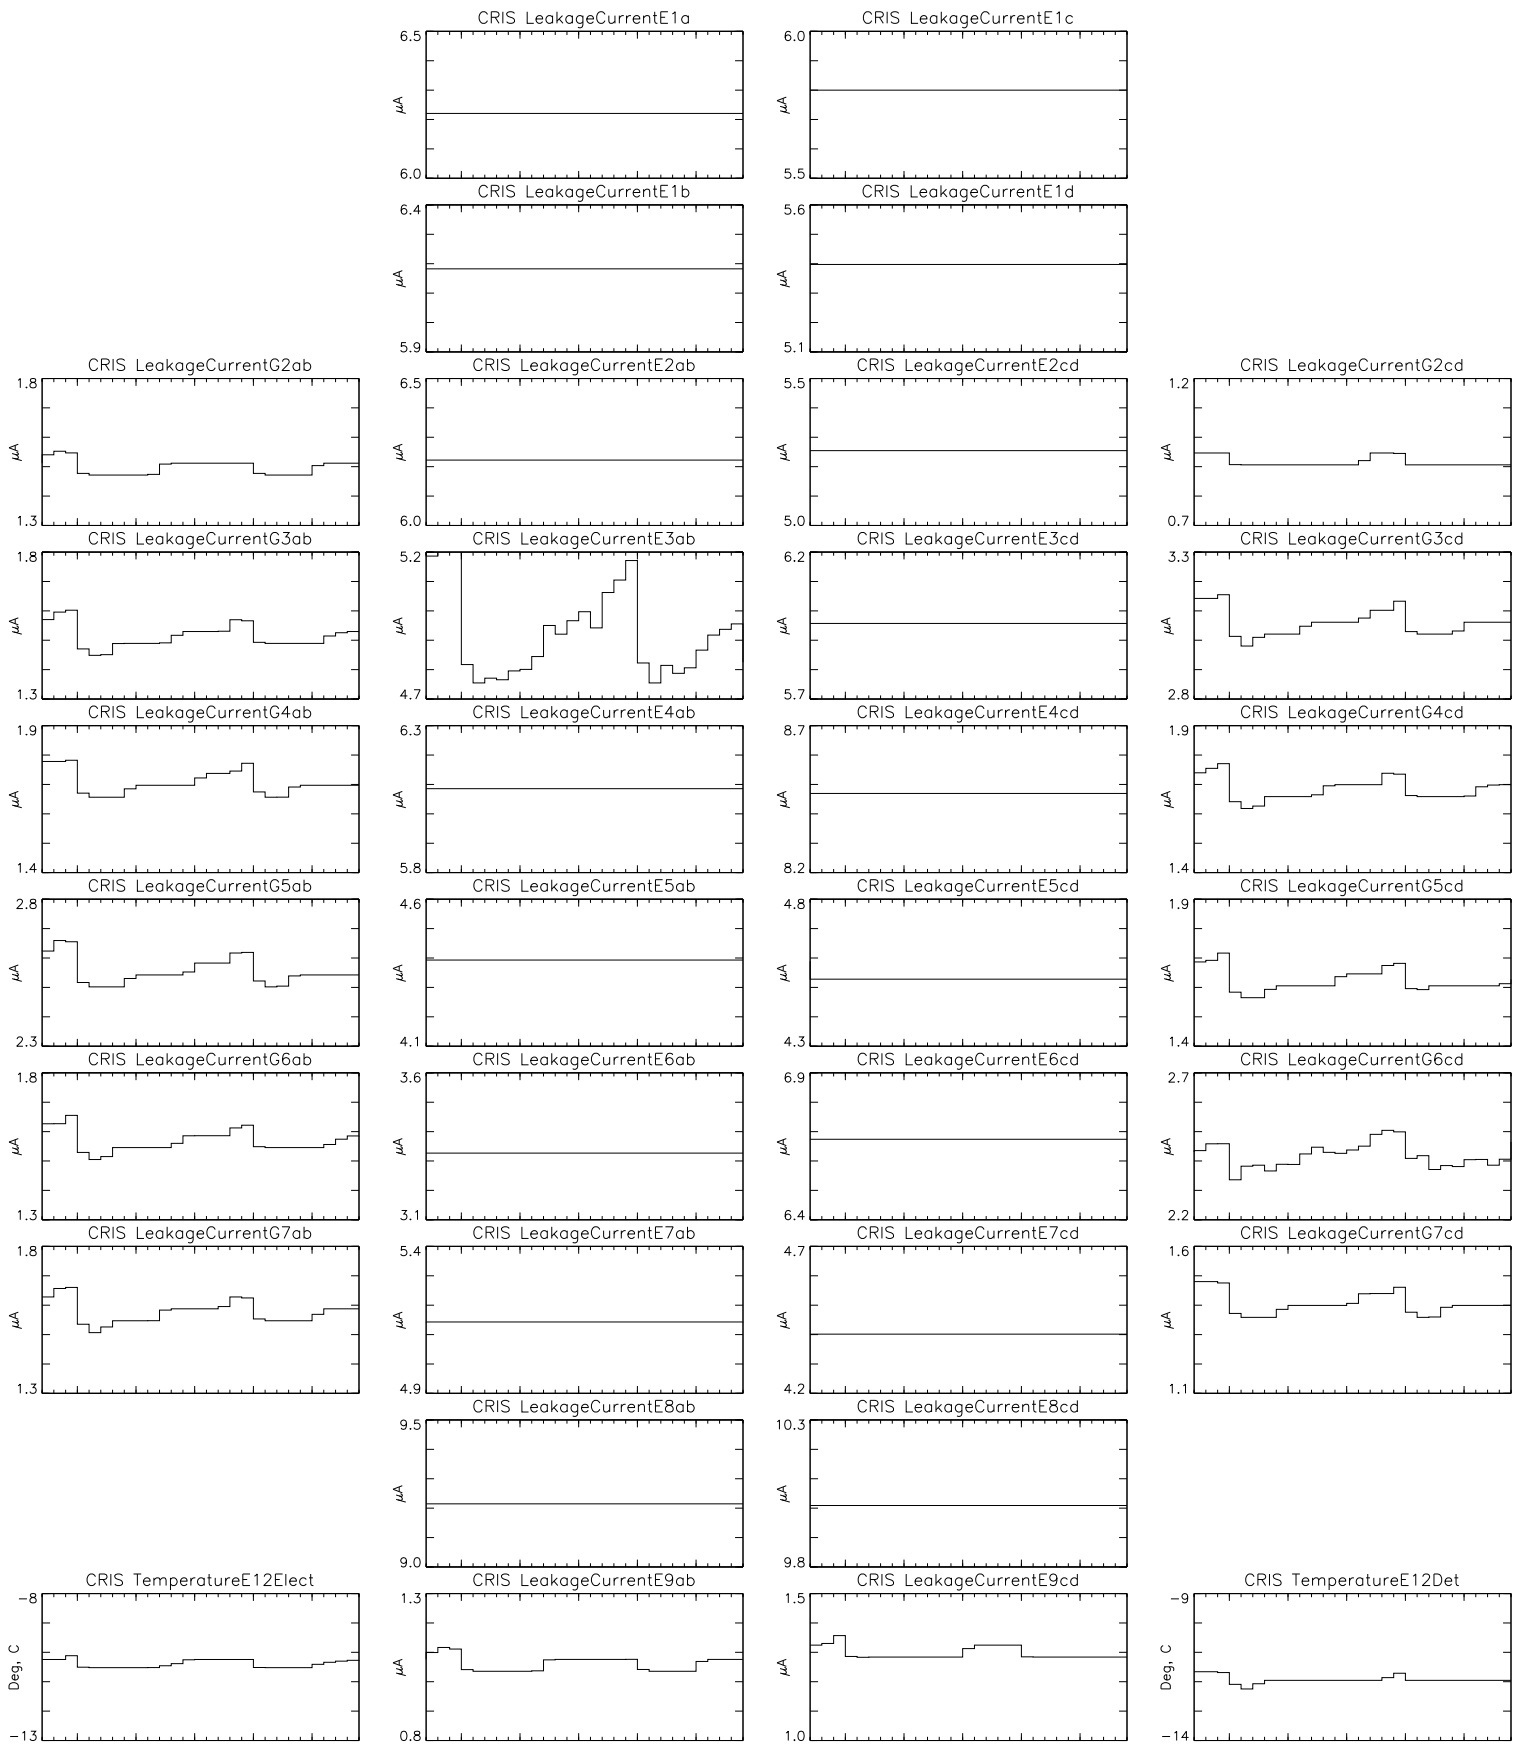 CRIS LeakageCurrentE1a
6.5
μA
6.0
CRIS LeakageCurrentE1c
6.0
μA
5.5
CRIS LeakageCurrentE1b
6.4
μA
5.9
CRIS LeakageCurrentE1d
5.6
μA
5.1
CRIS LeakageCurrentG2ab
1.8
μA
1.3
CRIS LeakageCurrentE2ab
6.5
μA
6.0
CRIS LeakageCurrentE2cd
5.5
μA
5.0
CRIS LeakageCurrentG2cd
1.2
μA
0.7
CRIS LeakageCurrentG3ab
1.8
μA
1.3
CRIS LeakageCurrentE3ab
5.2
μA
4.7
CRIS LeakageCurrentE3cd
6.2
μA
5.7
CRIS LeakageCurrentG3cd
3.3
μA
2.8
CRIS LeakageCurrentG4ab
1.9
μA
1.4
CRIS LeakageCurrentE4ab
6.3
μA
5.8
CRIS LeakageCurrentE4cd
8.7
μA
8.2
CRIS LeakageCurrentG4cd
1.9
μA
1.4
CRIS LeakageCurrentG5ab
2.8
μA
2.3
CRIS LeakageCurrentE5ab
4.6
μA
4.1
CRIS LeakageCurrentE5cd
4.8
μA
4.3
CRIS LeakageCurrentG5cd
1.9
μA
1.4
CRIS LeakageCurrentG6ab
1.8
μA
1.3
CRIS LeakageCurrentE6ab
3.6
μA
3.1
CRIS LeakageCurrentE6cd
6.9
μA
6.4
CRIS LeakageCurrentG6cd
2.7
μA
2.2
CRIS LeakageCurrentG7ab
1.8
μA
1.3
CRIS LeakageCurrentE7ab
5.4
μA
4.9
CRIS LeakageCurrentE7cd
4.7
μA
4.2
CRIS LeakageCurrentG7cd
1.6
μA
1.1
CRIS LeakageCurrentE8ab
9.5
μA
9.0
CRIS LeakageCurrentE8cd
10.3
μA
9.8
CRIS TemperatureE12Elect
−8
Deg, C
−13
CRIS LeakageCurrentE9ab
1.3
μA
0.8
CRIS LeakageCurrentE9cd
1.5
μA
1.0
CRIS TemperatureE12Det
−9
Deg, C
−14